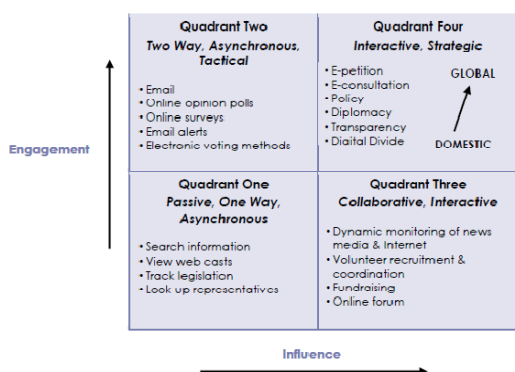 Quadrant Two
Two Way, Asynchronous,
Tactical
• Email
• Online opinion polls
• Online surveys
• Email alerts
• Electronic voting methods
Quadrant Four
Interactive, Strategic
• E-petition
• E-consultation
• Policy
• Diplomacy
• Transparency
• Digital Divide
GLOBAL
DOMESTIC
Engagement
Quadrant One
Passive, One Way,
Asynchronous
• Search information
• View web casts
• Track legislation
• Look up representatives
Quadrant Three
Collaborative, Interactive
• Dynamic monitoring of news
media & Internet
• Volunteer recruitment &
coordination
• Fundraising
• Online forum
Influence